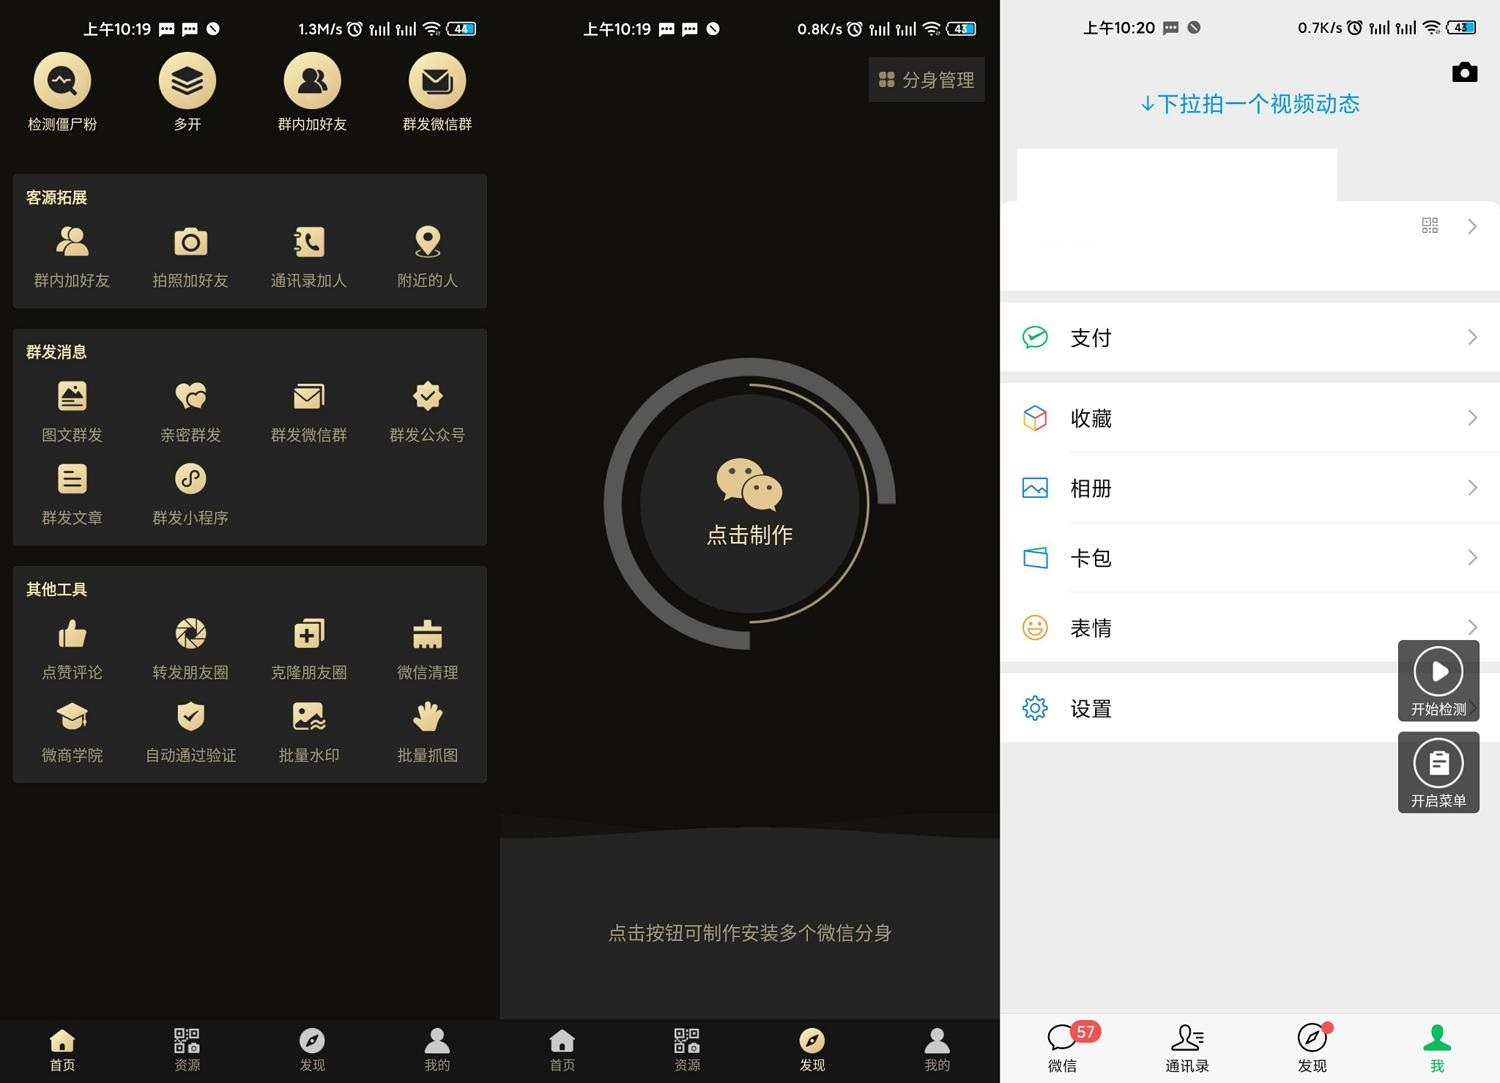 上午10:19
1.3M/s
44
检测僵尸粉
多开
群内加好友
群发微信群
客源拓展
群内加好友
拍照加好友
通讯录加人
附近的人
群发消息
图文群发
亲密群发
群发微信群
群发公众号
群发文章
群发小程序
其他工具
点赞评论
转发朋友圈
克隆朋友圈
微信清理
微商学院
自动通过验证
批量水印
批量抓图
首页
资源
发现
我的
上午10:19
0.8K/s
43
分身管理
点击制作
点击按钮可制作安装多个微信分身
首页
资源
发现
我的
上午10:20
0.7K/s
43
↓下拉拍一个视频动态
支付
收藏
相册
卡包
表情
设置
开始检测
开启菜单
57
微信
通讯录
发现
我